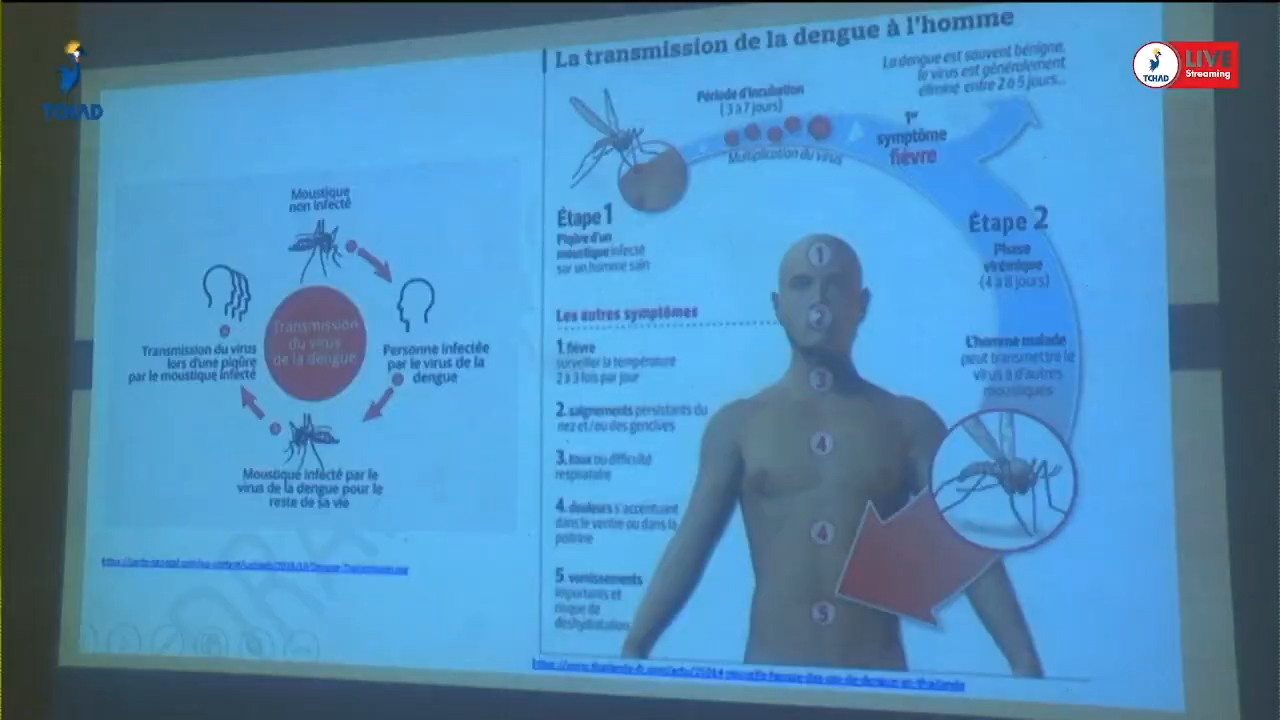 TCHAD
TCHAD
LIVE
Streaming
La transmission de la dengue à l'homme
La dengue est souvent bénigne,
le virus est généralement
éliminé entre 2 à 5 jours...
Période d'incubation
(3 à 7 jours)
Multiplication du virus
1er
symptôme
fièvre
Étape 1
Piqûre d'un
moustique infecté
sur un homme sain
Étape 2
Phase
virémique
(4 à 8 jours)
L'homme malade
peut transmettre le
virus à d'autres
moustiques
Les autres symptômes
1. fièvre
surveiller la température
2 à 3 fois par jour
2. saignements persistants du
nez et/ou des gencives
3. toux ou difficulté
respiratoire
4. douleurs s'accentuant
dans le ventre ou dans la
poitrine
5. vomissements
importants et
risque de
déshydratation
1
2
3
4
4
5
Moustique
non infecté
Transmission
du virus
de la dengue
Personne infectée
par le virus de la
dengue
Transmission du virus
lors d'une piqûre
par le moustique infecté
Moustique infecté par le
virus de la dengue pour le
reste de sa vie